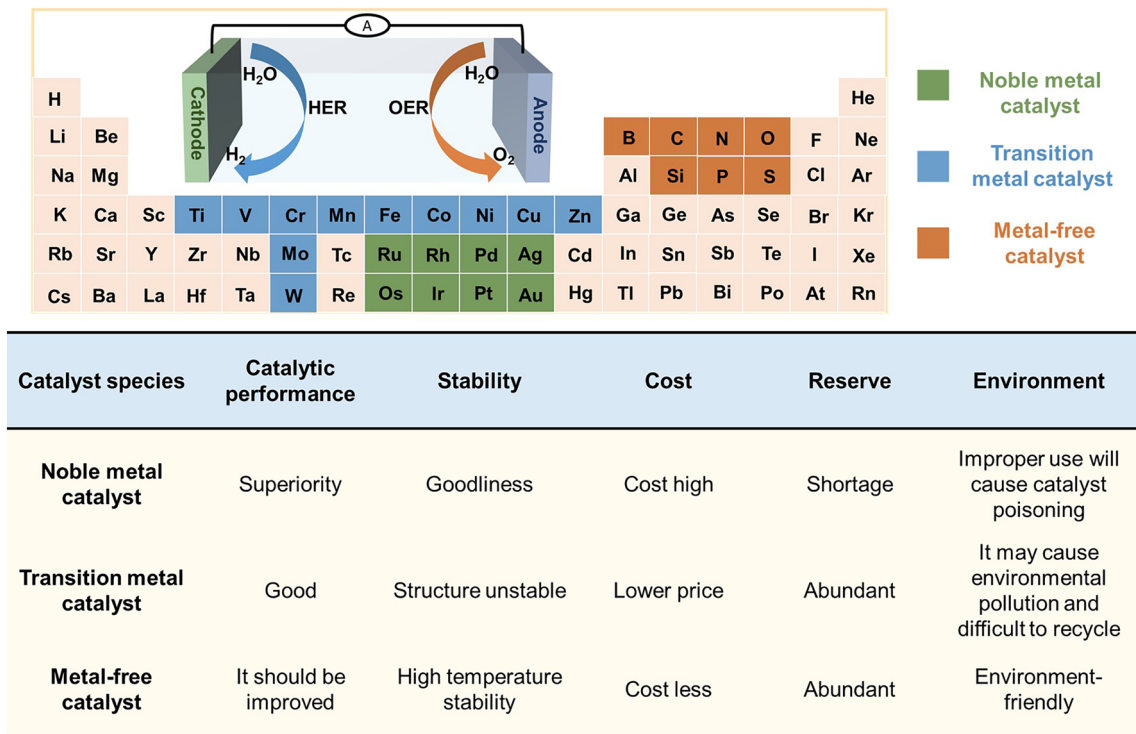 A
Cathode
H₂O
HER
H₂
OER
H₂O
O₂
Anode
H He
Li Be B C N O F Ne
Na Mg Al Si P S Cl Ar
K Ca Sc Ti V Cr Mn Fe Co Ni Cu Zn Ga Ge As Se Br Kr
Rb Sr Y Zr Nb Mo Tc Ru Rh Pd Ag Cd In Sn Sb Te I Xe
Cs Ba La Hf Ta W Re Os Ir Pt Au Hg Tl Pb Bi Po At Rn
Noble metal
catalyst
Transition
metal catalyst
Metal-free
catalyst
Catalyst species
Catalytic
performance
Stability
Cost
Reserve
Environment
Noble metal
catalyst
Superiority
Goodliness
Cost high
Shortage
Improper use will
cause catalyst
poisoning
Transition metal
catalyst
Good
Structure unstable
Lower price
Abundant
It may cause
environmental
pollution and
difficult to recycle
Metal-free
catalyst
It should be
improved
High temperature
stability
Cost less
Abundant
Environment-
friendly